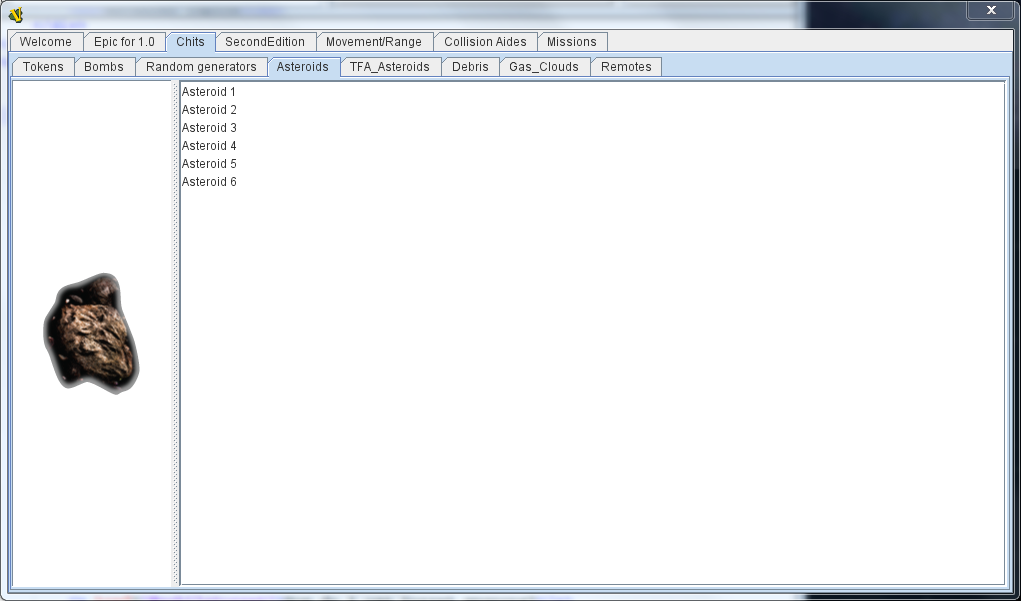 Welcome Epic for 1.0 Chits SecondEdition Movement/Range Collision Aides Missions
Tokens Bombs Random generators Asteroids TFA_Asteroids Debris Gas_Clouds Remotes
Asteroid 1
Asteroid 2
Asteroid 3
Asteroid 4
Asteroid 5
Asteroid 6